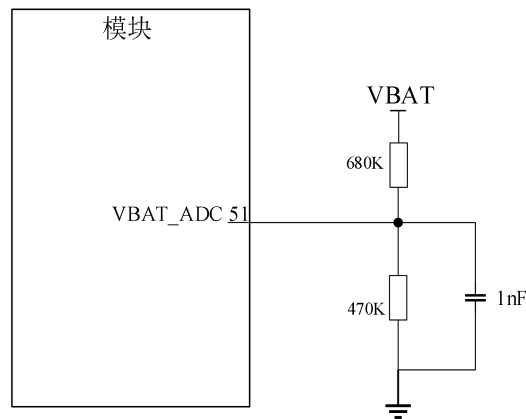 模块
VBAT
680K
VBAT_ADC 51
470K
1nF